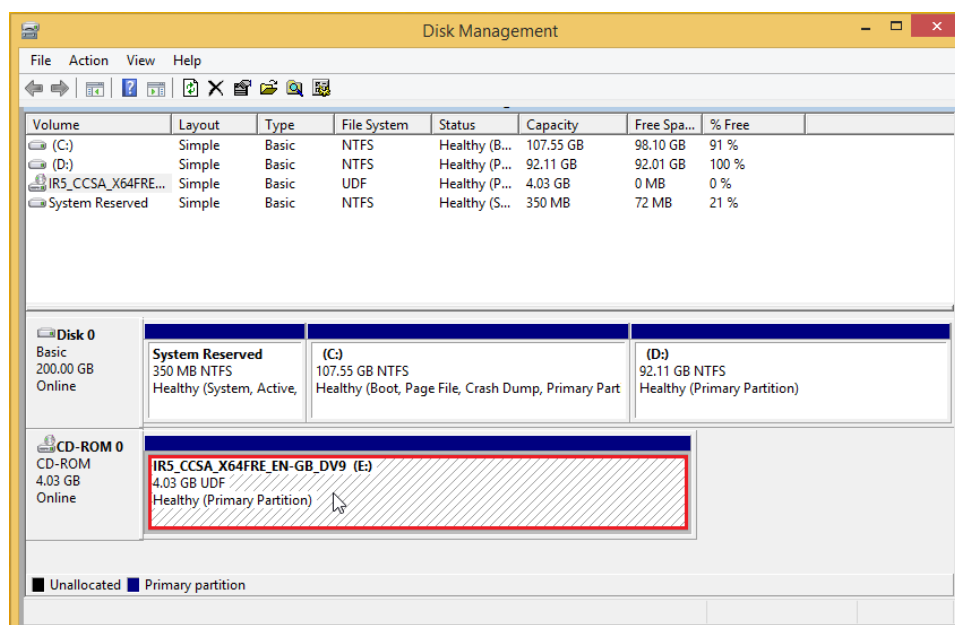 Disk Management
File Action View Help
Volume Layout Type File System Status Capacity Free Spa... % Free
(C:) Simple Basic NTFS Healthy (B... 107.55 GB 98.10 GB 91 %
(D:) Simple Basic NTFS Healthy (P... 92.11 GB 92.01 GB 100 %
IR5_CCSA_X64FRE... Simple Basic UDF Healthy (P... 4.03 GB 0 MB 0 %
System Reserved Simple Basic NTFS Healthy (S... 350 MB 72 MB 21 %
Disk 0
Basic
200.00 GB
Online
System Reserved
350 MB NTFS
Healthy (System, Active,
(C:)
107.55 GB NTFS
Healthy (Boot, Page File, Crash Dump, Primary Part
(D:)
92.11 GB NTFS
Healthy (Primary Partition)
CD-ROM 0
CD-ROM
4.03 GB
Online
IR5_CCSA_X64FRE_EN-GB_DV9 (E:)
4.03 GB UDF
Healthy (Primary Partition)
Unallocated Primary partition